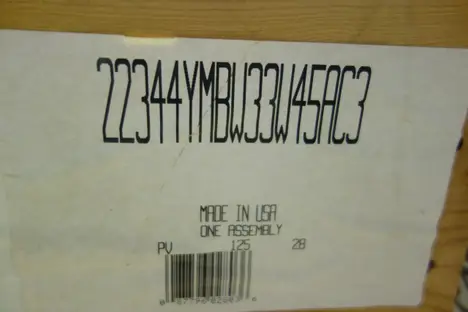 22344YMBW33W45AC3
MADE IN USA
ONE ASSEMBLY
PV 125 28